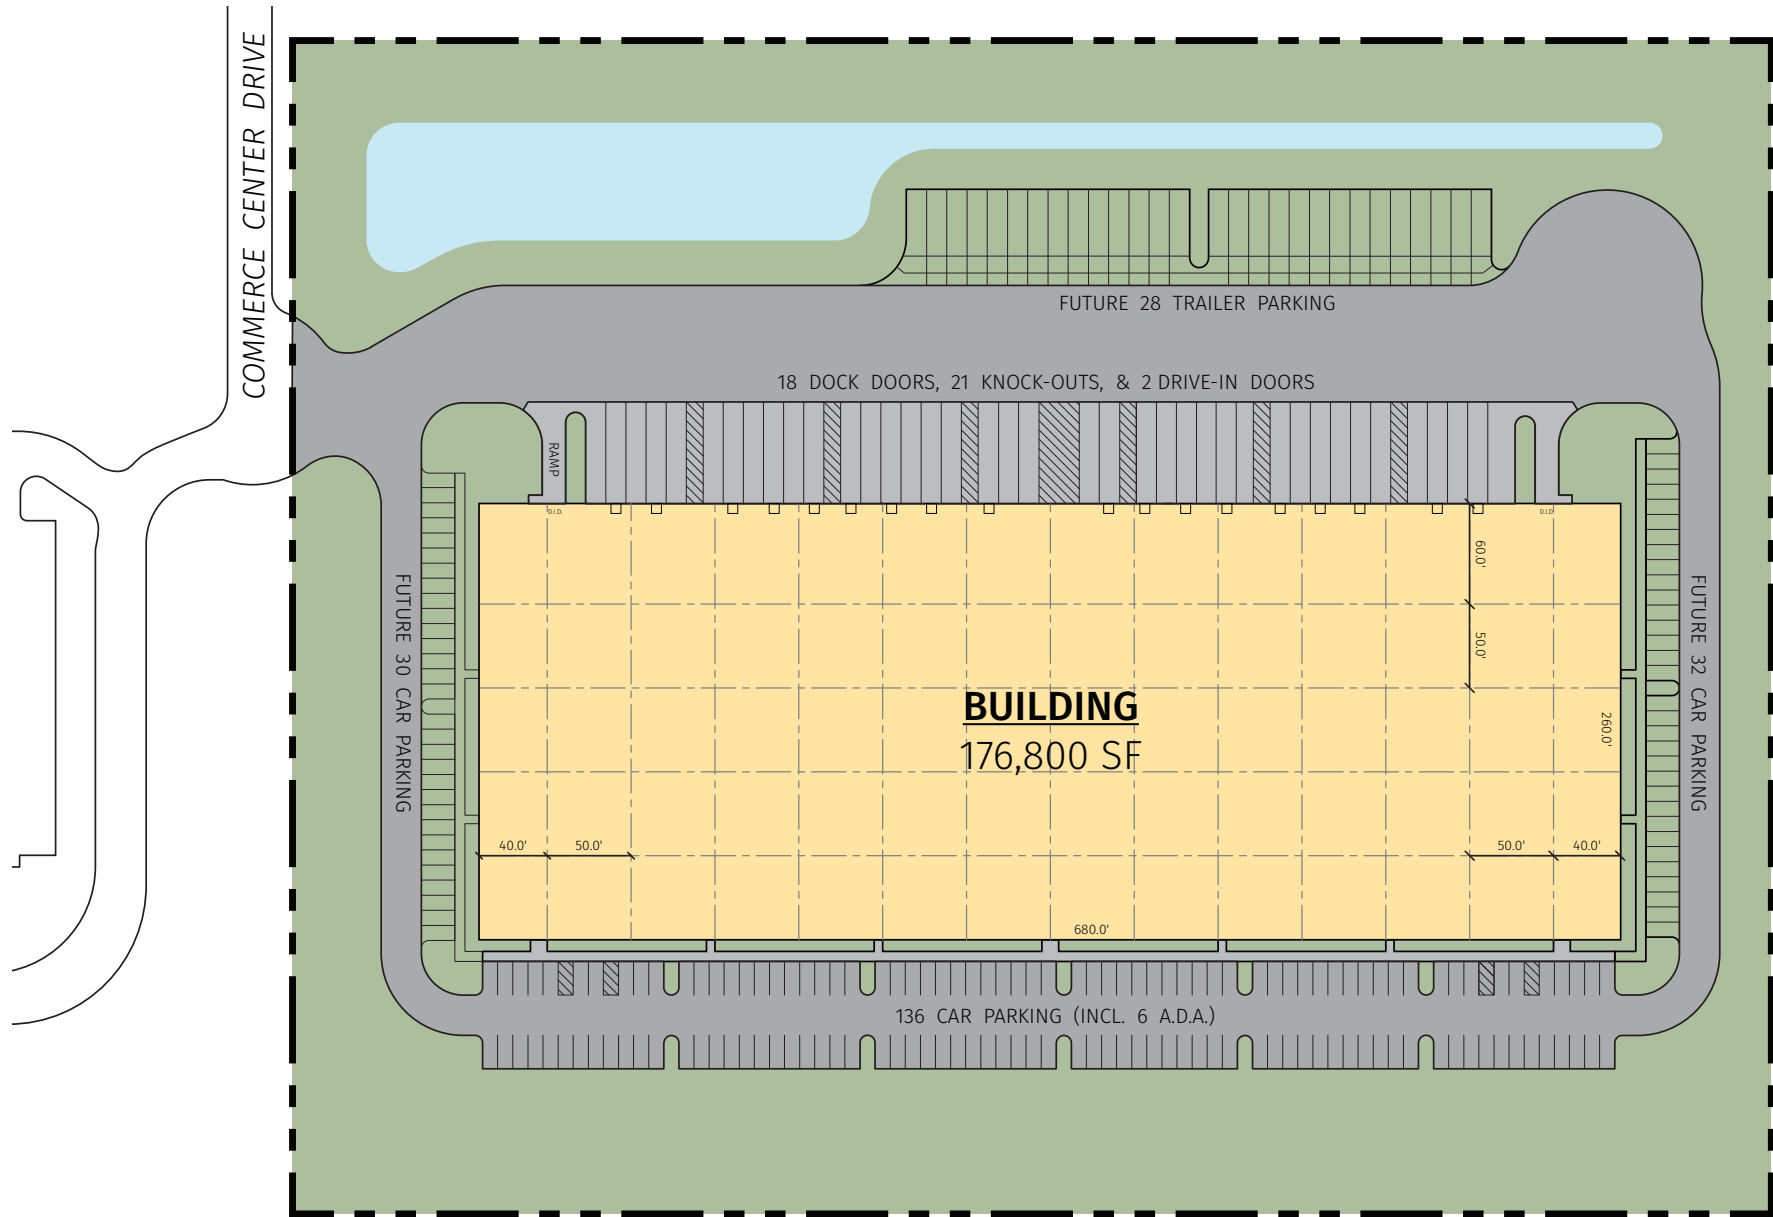 COMMERCE CENTER DRIVE
FUTURE 28 TRAILER PARKING
18 DOCK DOORS, 21 KNOCK-OUTS, & 2 DRIVE-IN DOORS
RAMP
D.I.D.
D.I.D.
60.0'
50.0'
FUTURE 30 CAR PARKING
FUTURE 32 CAR PARKING
BUILDING
176,800 SF
260.0'
40.0'
50.0'
50.0'
40.0'
680.0'
136 CAR PARKING (INCL. 6 A.D.A.)